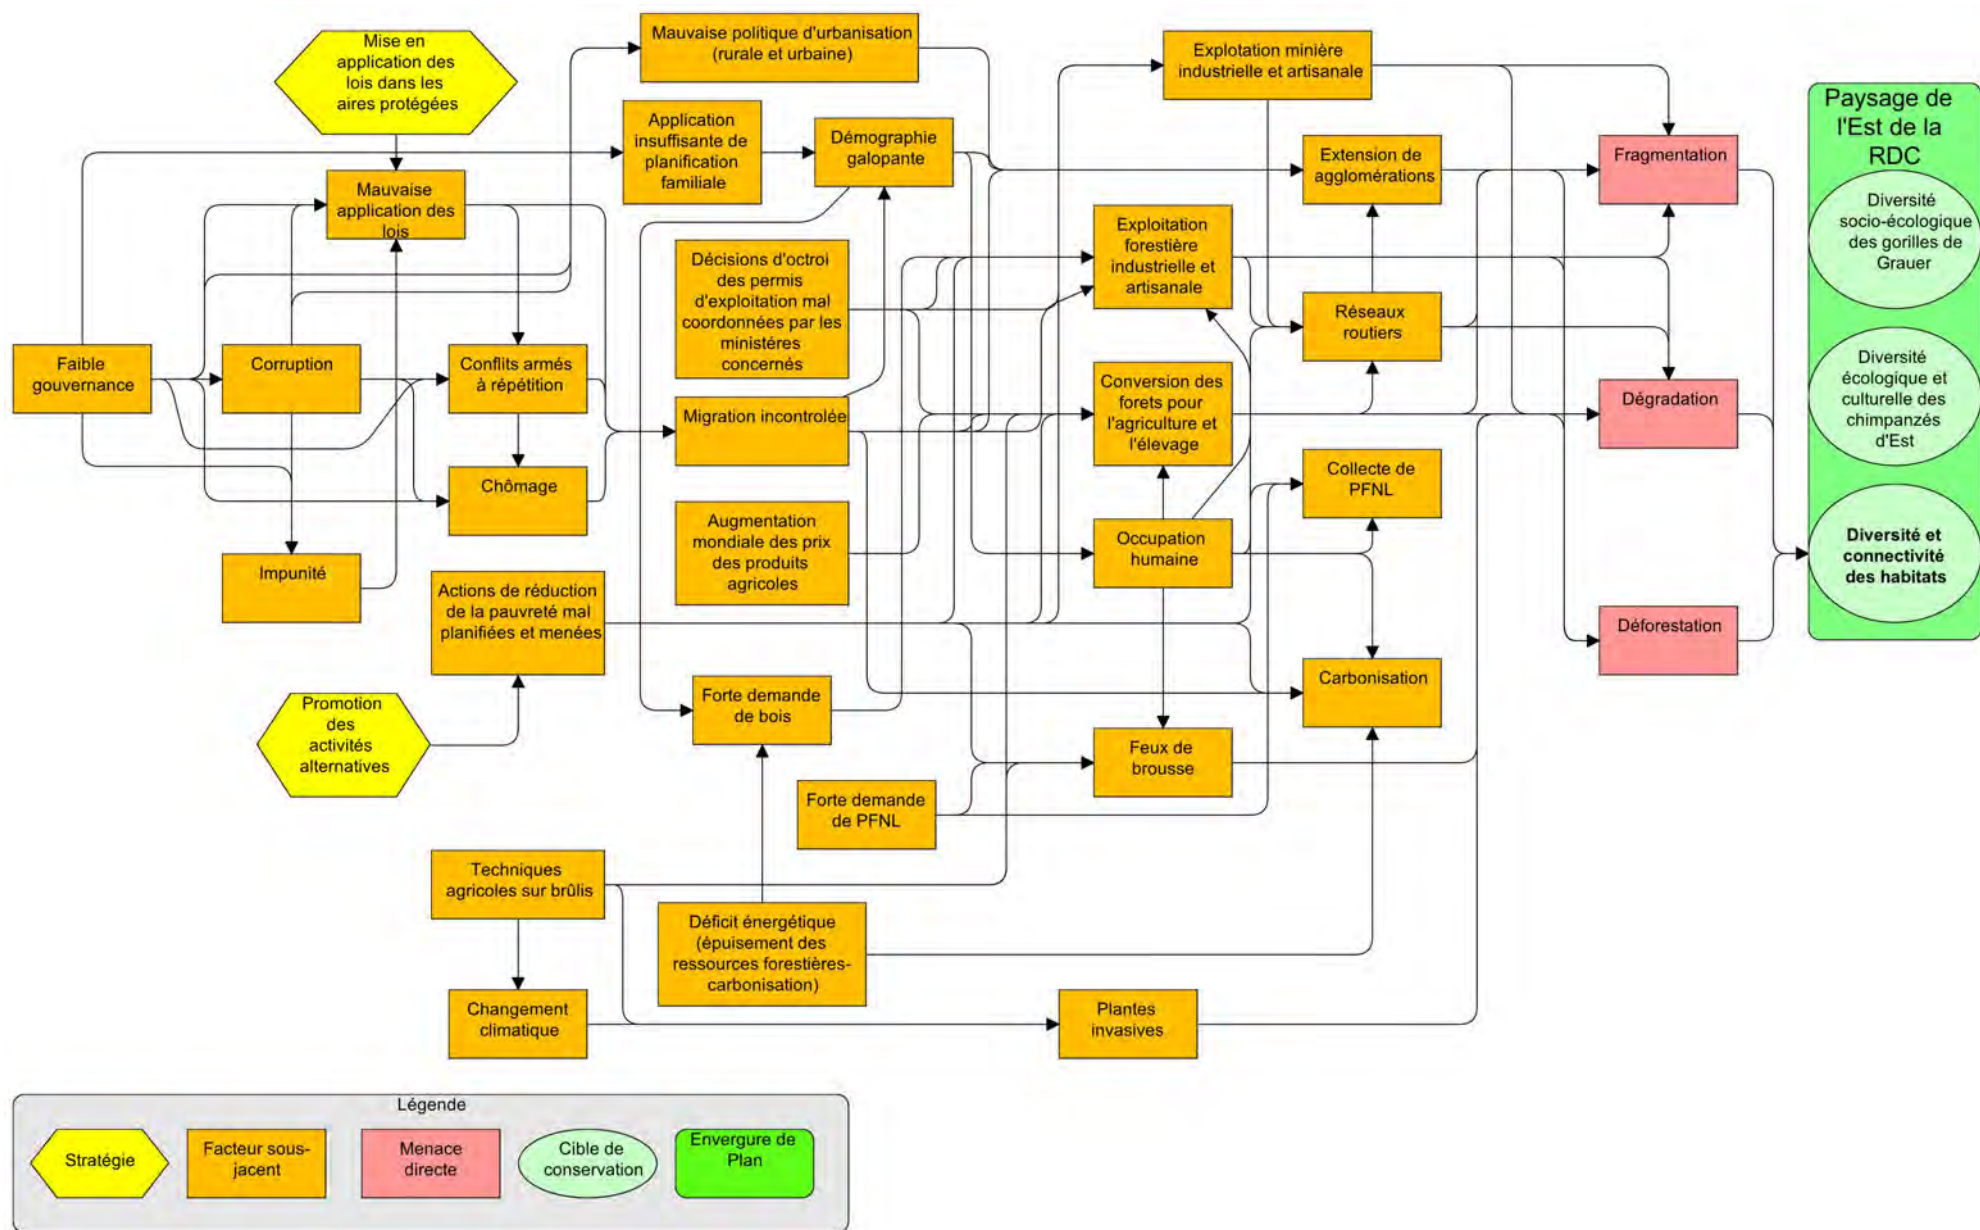 Mise en
application des
lois dans les
aires protégées
Mauvaise politique d'urbanisation
(rurale et urbaine)
Explotation minière
industrielle et artisanale
Paysage de
l'Est de la
RDC
Application
insuffisante de
planification
familiale
Démographie
galopante
Extension de
agglomérations
Fragmentation
Mauvaise
application des
lois
Diversité
socio-écologique
des gorilles de
Grauer
Décisions d'octroi
des permis
d'exploitation mal
coordonnées par les
ministéres concernés
Exploitation
forestière
industrielle et
artisanale
Réseaux
routiers
Faible
gouvernance
Corruption
Conflits armés
à répétition
Migration incontrolée
Conversion des
forets pour
l'agriculture et
l'élevage
Dégradation
Diversité
écologique et
culturelle des
chimpanzés
d'Est
Chômage
Collecte de
PFNL
Augmentation
mondiale des prix
des produits
agricoles
Occupation
humaine
Diversité et
connectivité
des habitats
Impunité
Actions de réduction
de la pauvreté mal
planifiées et menées
Déforestation
Promotion
des
activités
alternatives
Forte demande
de bois
Carbonisation
Feux de
brousse
Forte demande
de PFNL
Techniques
agricoles sur brûlis
Déficit énergétique
(épuisement des
ressources forestières-
carbonisation)
Changement
climatique
Plantes
invasives
Légende
Stratégie
Facteur sous-
jacent
Menace
directe
Cible de
conservation
Envergure de
Plan